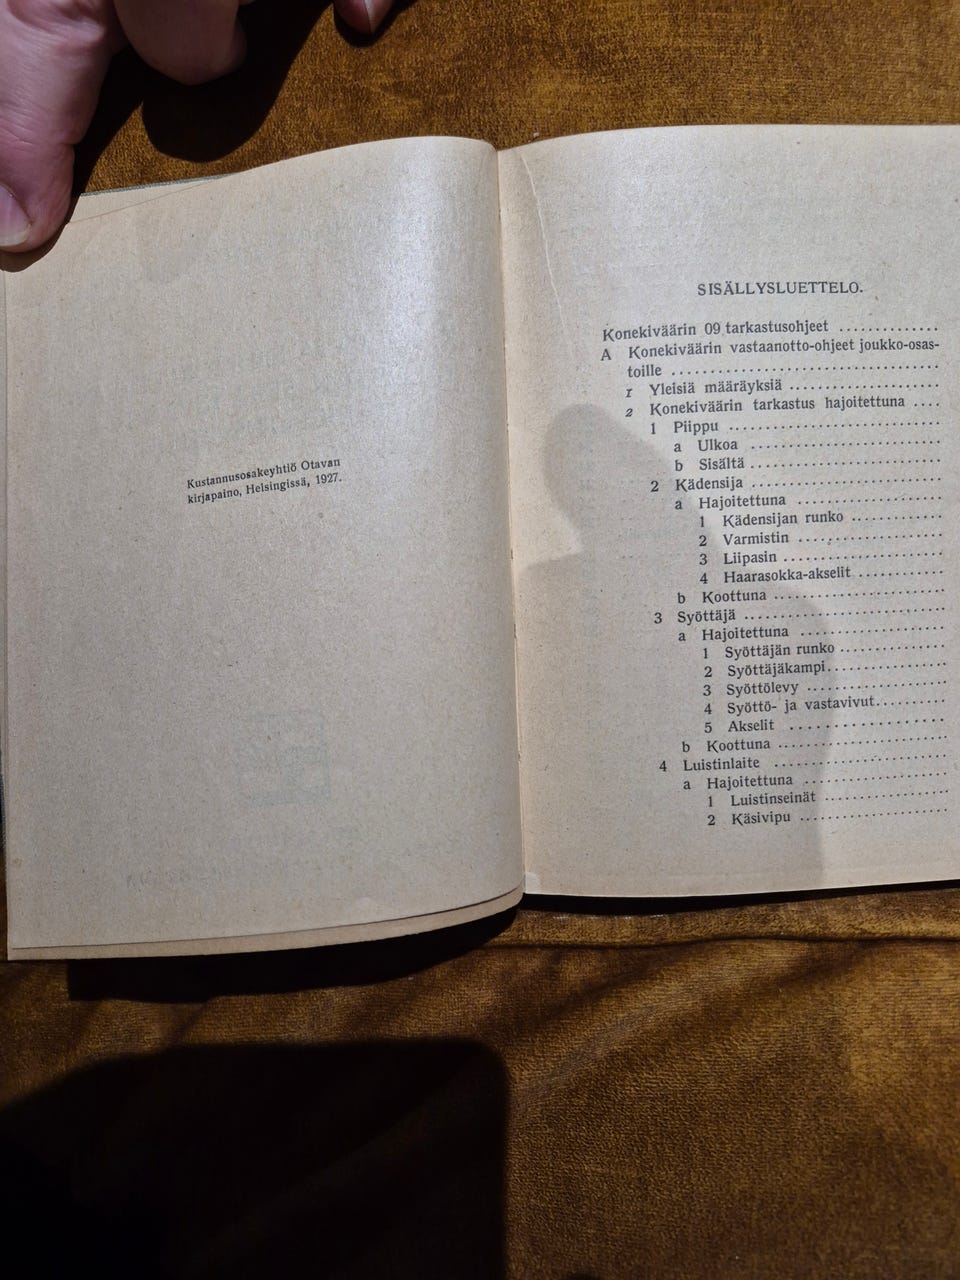 Kustannusosakeyhtiö Otavan
kirjapaino, Helsingissä, 1927.
SISÄLLYSLUETTELO.
Konekiväärin 09 tarkastusohjeet ..............
A Konekiväärin vastaanotto-ohjeet joukko-osas-
toille .....................................
1 Yleisiä määräyksiä .....................
2 Konekiväärin tarkastus hajoitettuna ....
1 Piippu .............................
a Ulkoa ..........................
b Sisältä ..........................
2 Kädensija ..........................
a Hajoitettuna .....................
1 Kädensijan runko .............
2 Varmistin ....................
3 Liipasin ......................
4 Haarasokka-akselit ............
b Koottuna ........................
3 Syöttäjä ............................
a Hajoitettuna ....................
1 Syöttäjän runko ...............
2 Syöttäjäkampi.................
3 Syöttölevy ...................
4 Syöttö- ja vastavivut..........
5 Akselit ......................
b Koottuna ........................
4 Luistinlaite ........................
a Hajoitettuna .....................
1 Luistinseinät .................
2 Käsivipu .....................